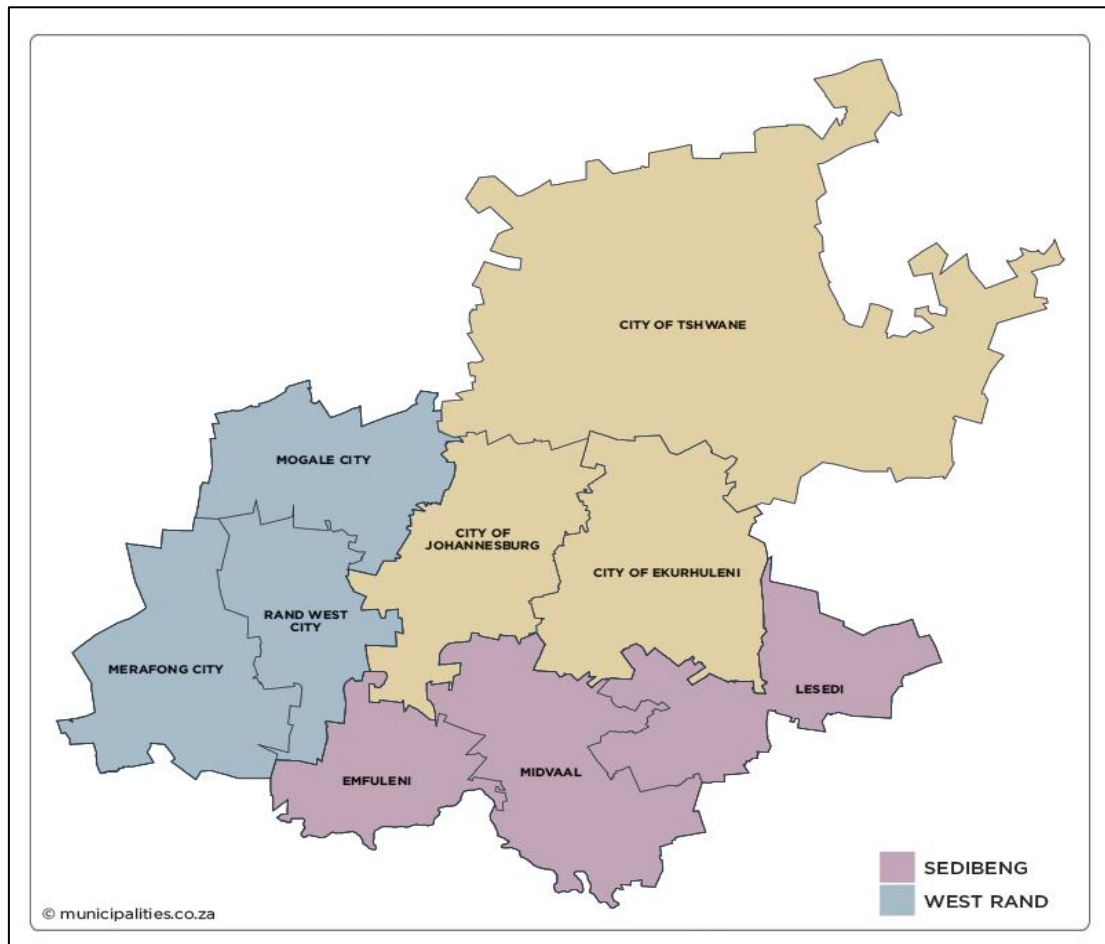 CITY OF TSHWANE
MOGALE CITY
CITY OF
JOHANNESBURG
CITY OF EKURHULENI
RAND WEST
CITY
MERAFONG CITY
LESEDI
EMFULENI
MIDVAAL
SEDIBENG
WEST RAND
© municipalities.co.za